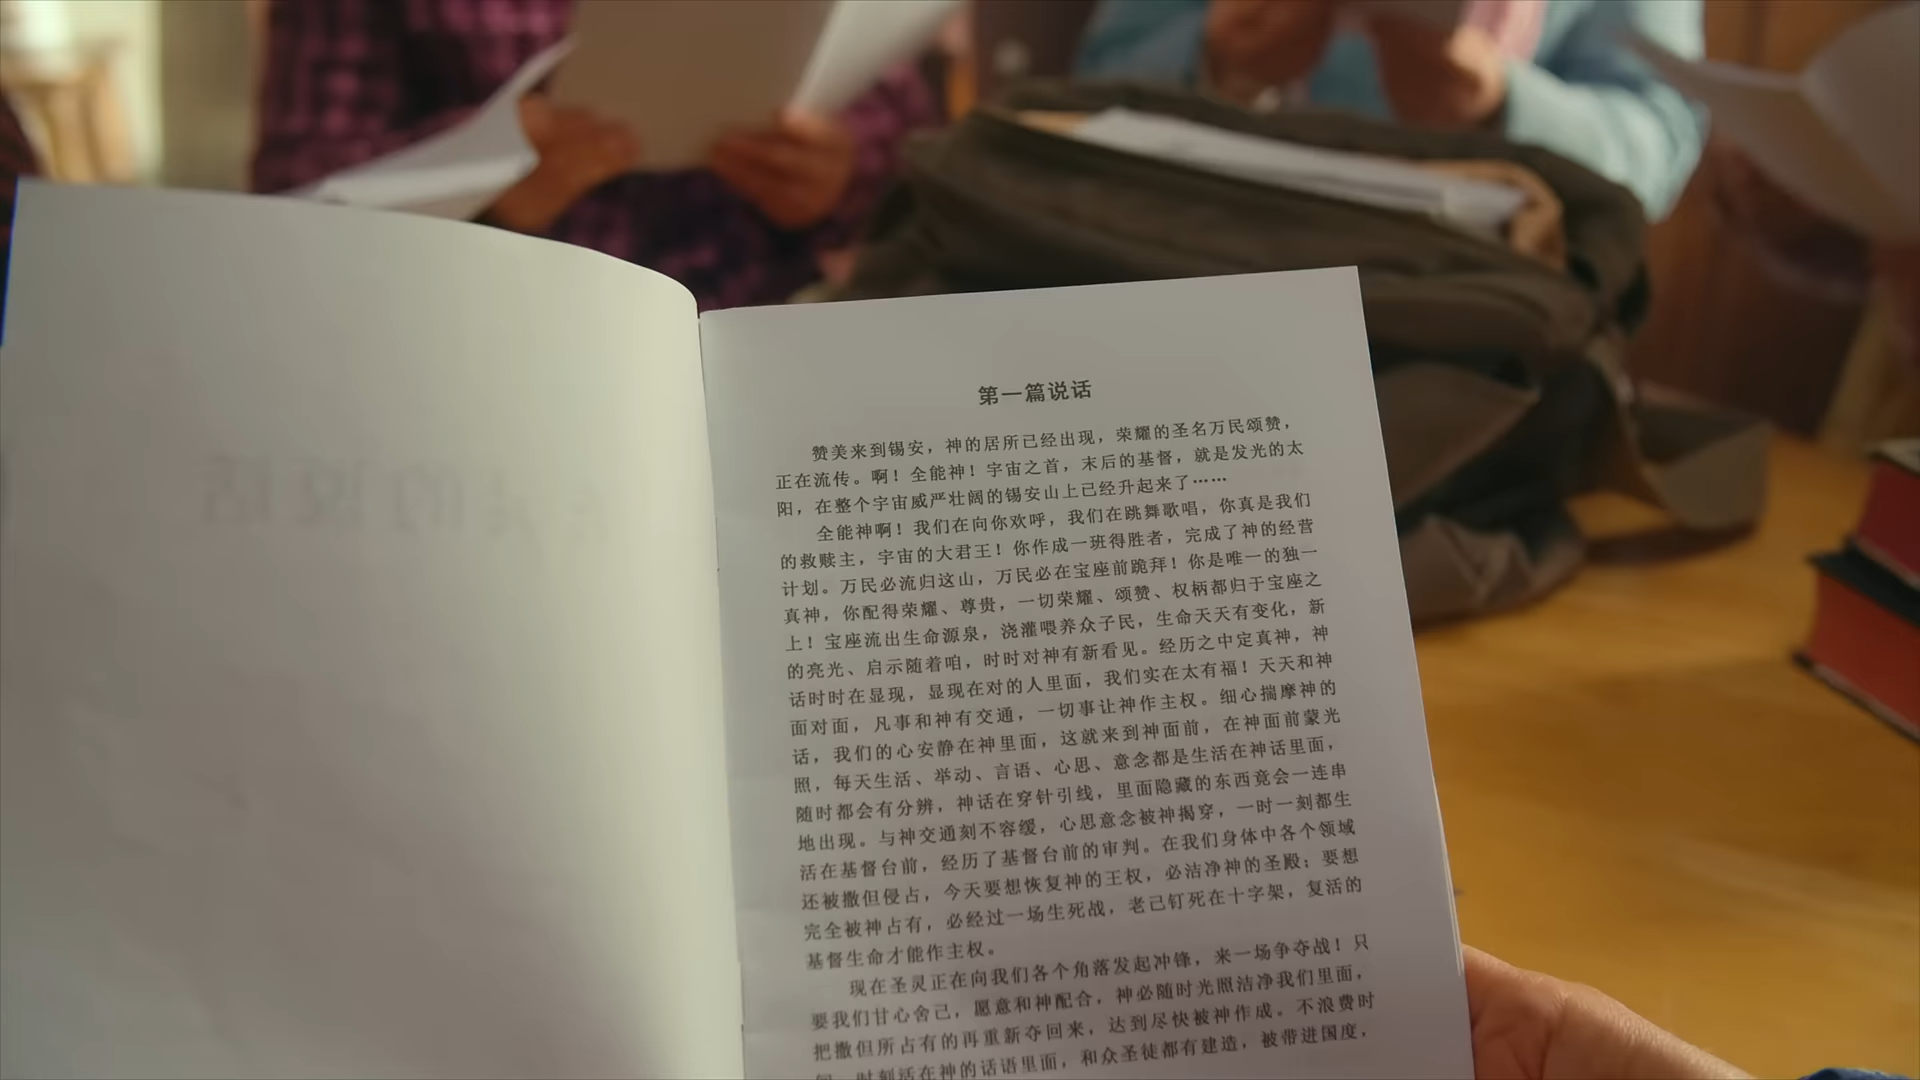 第一篇说话
赞美来到锡安，神的居所已经出现，荣耀的圣名万民颂赞，
正在流传。啊！全能神！宇宙之首，末后的基督，就是发光的太
阳，在整个宇宙威严壮阔的锡安山上已经升起来了……
全能神啊！我们在向你欢呼，我们在跳舞歌唱，你真是我们
的救赎主，宇宙的大君王！你作成一班得胜者，完成了神的经营
计划。万民必流归这山，万民必在宝座前跪拜！你是唯一的独一
真神，你配得荣耀、尊贵，一切荣耀、颂赞、权柄都归于宝座之
上！宝座流出生命源泉，浇灌喂养众子民，生命天天有变化，新
的亮光、启示随着咱，时时对神有新看见。经历之中定真神，神
话时时在显现，显现在对的人里面，我们实在太有福！天天和神
面对面，凡事和神有交通，一切事让神作主权。细心揣摩神的
话，我们的心安静在神里面，这就来到神面前，在神面前蒙光
照，每天生活、举动、言语、心思、意念都是生活在神话里面，
随时都会有分辨，神话在穿针引线，里面隐藏的东西竟会一连串
地出现。与神交通刻不容缓，心思意念被神揭穿，一时一刻都生
活在基督台前，经历了基督台前的审判。在我们身体中各个领域
还被撒但侵占，今天要想恢复神的王权，必洁净神的圣殿；要想
完全被神占有，必经过一场生死战，老己钉死在十字架，复活的
基督生命才能作主权。
现在圣灵正在向我们各个角落发起冲锋，来一场争夺战！只
要我们甘心舍己，愿意和神配合，神必随时光照洁净我们里面，
把撒但所占有的再重新夺回来，达到尽快被神作成。不浪费时
间，时刻活在神的话语里面，和众圣徒都有建造，被带进国度，